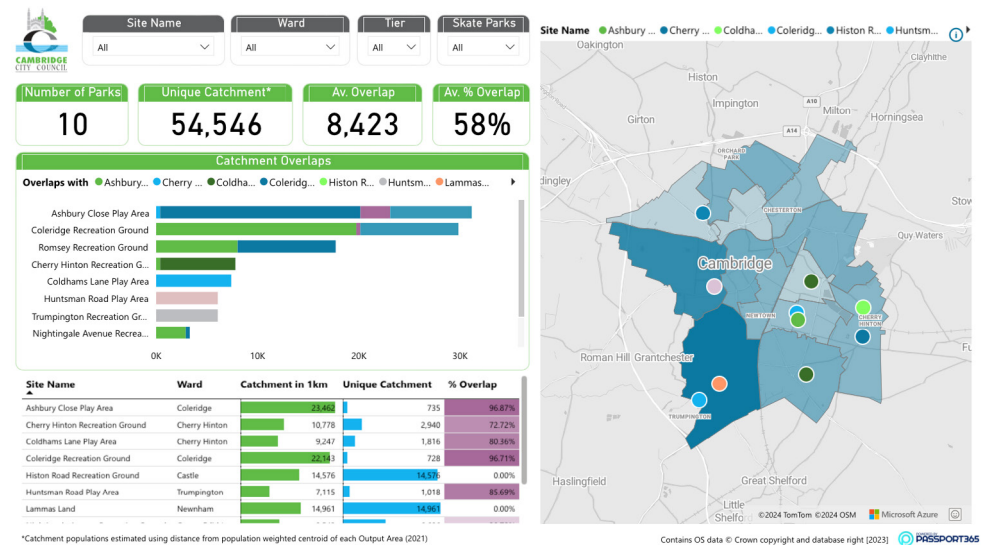 CAMBRIDGE
CITY COUNCIL
Site Name
All
Ward
All
Tier
All
Skate Parks
All
Number of Parks
10
Unique Catchment*
54,546
Av. Overlap
8,423
Av. % Overlap
58%
Catchment Overlaps
Overlaps with Ashbury... Cherry ... Coldha... Coleridg... Histon R... Huntsm... Lammas...
Ashbury Close Play Area
Coleridge Recreation Ground
Romsey Recreation Ground
Cherry Hinton Recreation G...
Coldhams Lane Play Area
Huntsman Road Play Area
Trumpington Recreation Gr...
Nightingale Avenue Recrea...
0K 10K 20K 30K
Site Name Ward Catchment in 1km Unique Catchment % Overlap
Ashbury Close Play Area Coleridge 23,462 735 96.87%
Cherry Hinton Recreation Ground Cherry Hinton 10,778 2,940 72.72%
Coldhams Lane Play Area Cherry Hinton 9,247 1,816 80.36%
Coleridge Recreation Ground Coleridge 22,143 728 96.71%
Histon Road Recreation Ground Castle 14,576 14,576 0.00%
Huntsman Road Play Area Trumpington 7,115 1,018 85.69%
Lammas Land Newnham 14,961 14,961 0.00%
*Catchment populations estimated using distance from population weighted centroid of each Output Area (2021)
Site Name Ashbury ... Cherry ... Coldha... Coleridg... Histon R... Huntsm...
Oakington
Clayhithe
Histon
Impington
A10
Milton
Horningsea
Girton
A14
ORCHARD
PARK
dingley
CHESTERTON
Stow
Quy Waters
Cambridge
NEWTOWN
CHERRY
HINTON
Fu
Roman Hill Grantchester
TRUMPINGTON
Haslingfield
Great Shelford
Little
Shelfo
©2024 TomTom ©2024 OSM Microsoft Azure
Contains OS data © Crown copyright and database right [2023]
PASSPORT365